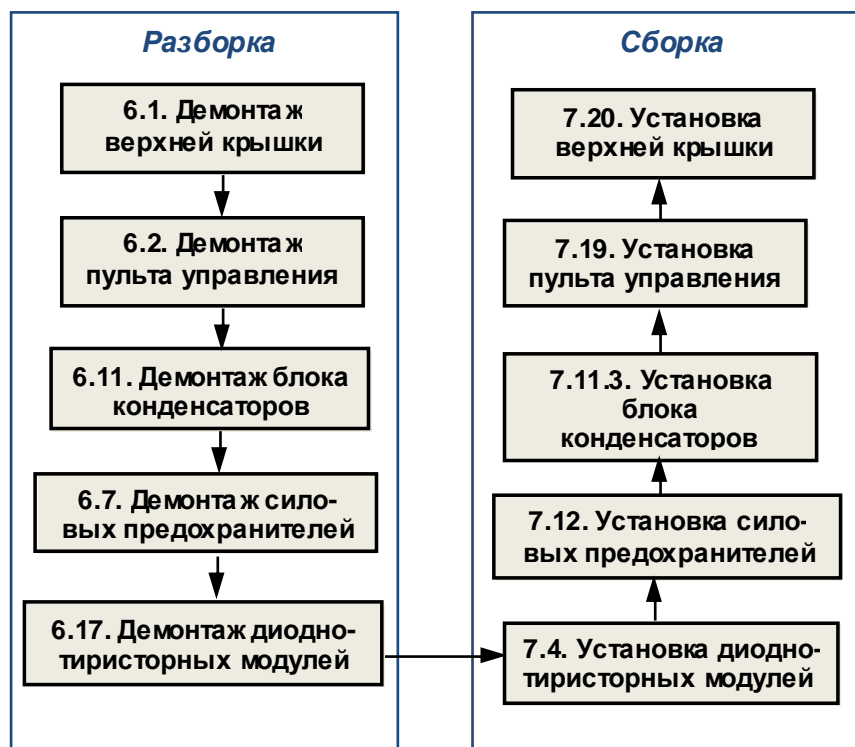 Разборка
6.1. Демонтаж
верхней крышки
6.2. Демонтаж
пульта управления
6.11. Демонтаж блока
конденсаторов
6.7. Демонтаж сило-
вых предохранителей
6.17. Демонтаж диодно-
тиристорных модулей
Сборка
7.20. Установка
верхней крышки
7.19. Установка
пульта управления
7.11.3. Установка
блока
конденсаторов
7.12. Установка сило-
вых предохранителей
7.4. Установка диодно-
тиристорных модулей